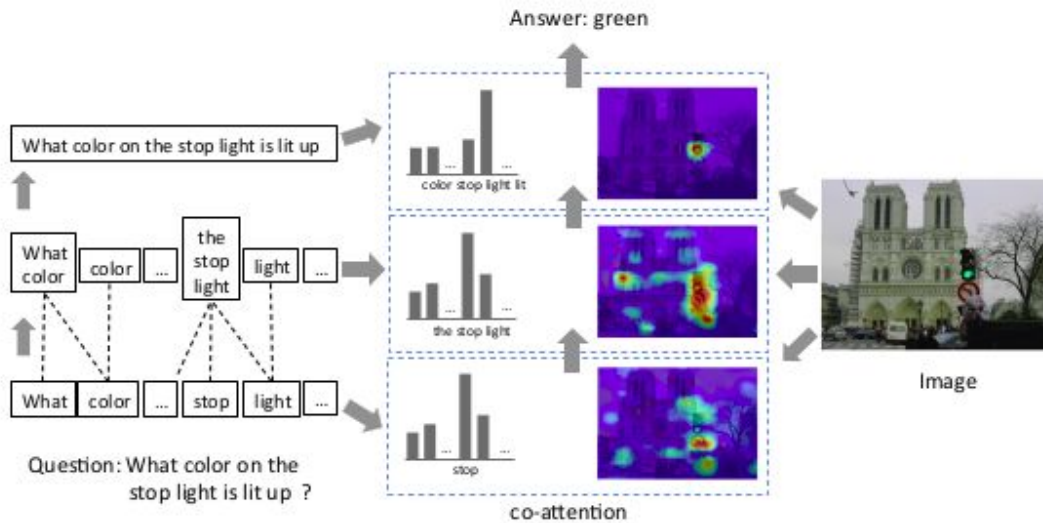 Answer: green
What color on the stop light is lit up
...
...
color stop light lit
What
color
color
...
the
stop
light
light
...
...
...
the stop light
What
color
...
stop
light
...
...
...
stop
Image
Question: What color on the
stop light is lit up ?
co-attention